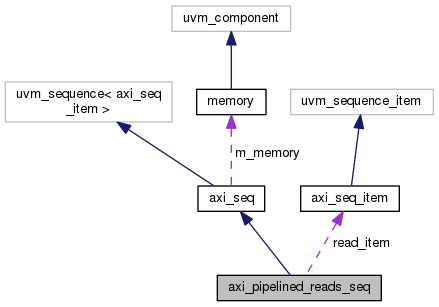 uvm_component
uvm_sequence< axi_seq
_item >
memory
uvm_sequence_item
m_memory
axi_seq
axi_seq_item
read_item
axi_pipelined_reads_seq